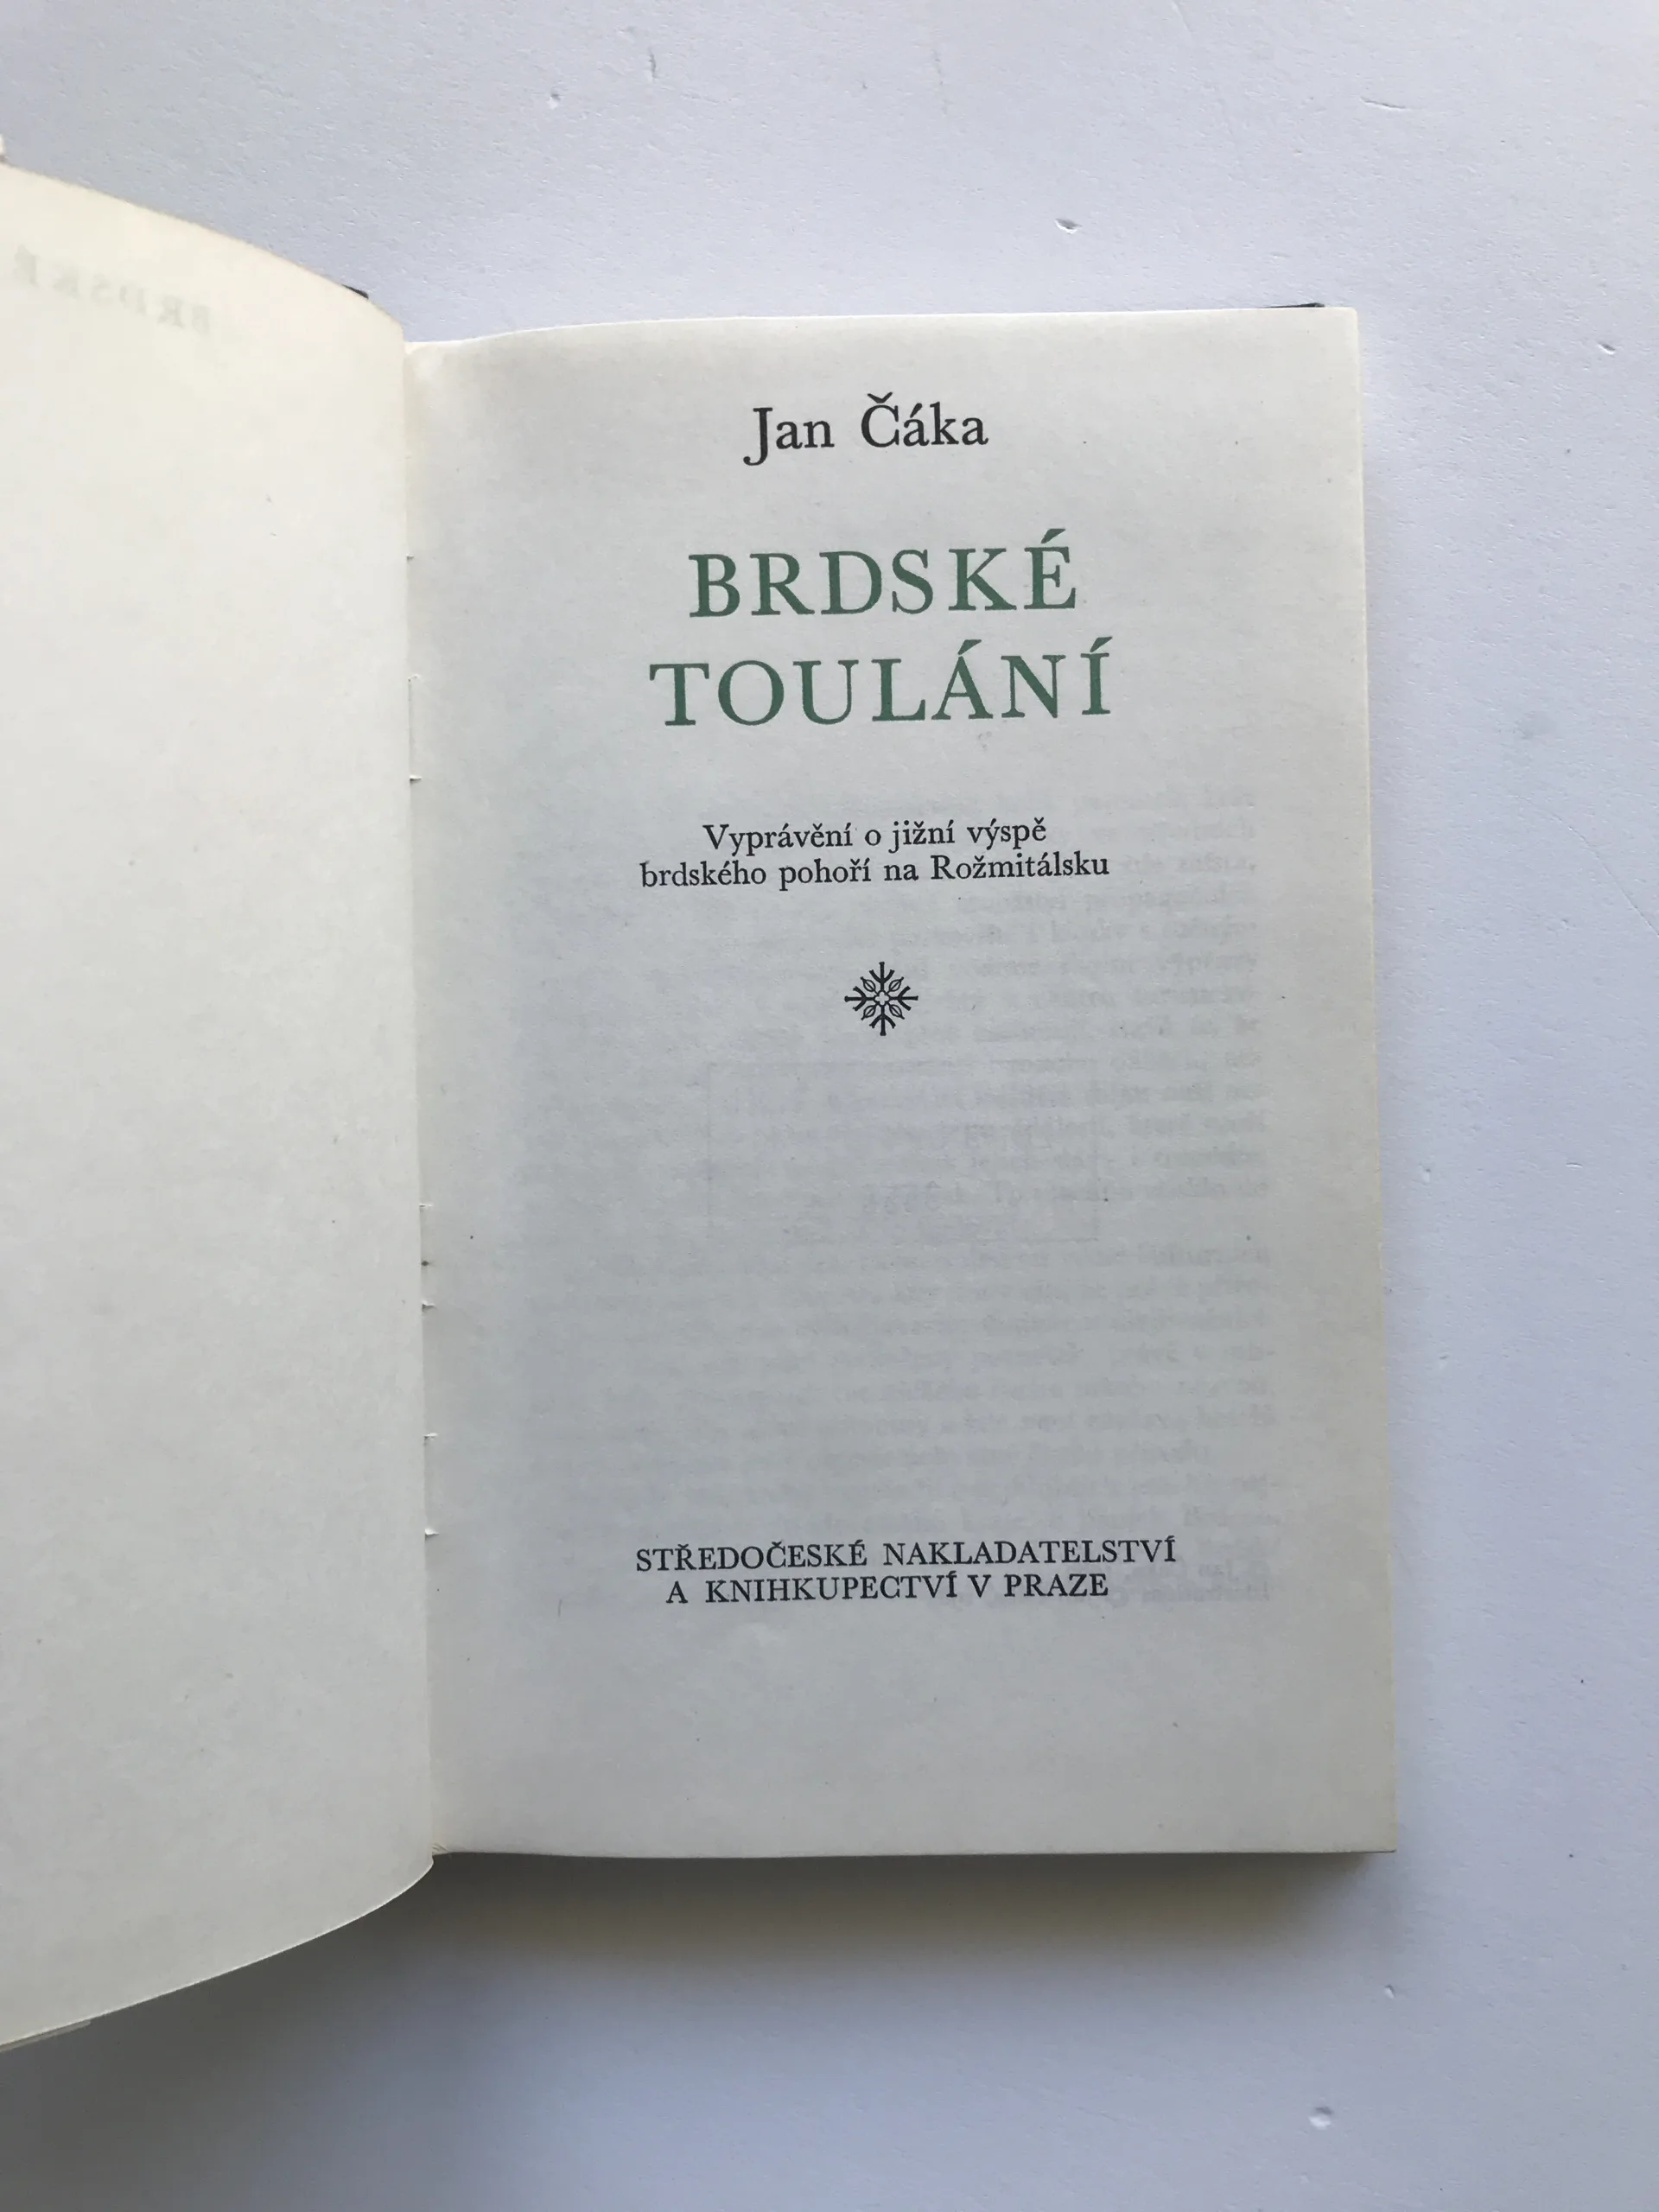 Jan Čáka
BRDSKÉ
TOULÁNÍ
Vyprávění o jižní výspě
brdského pohoří na Rožmitálsku
STŘEDOČESKÉ NAKLADATELSTVÍ
A KNIHKUPECTVÍ V PRAZE